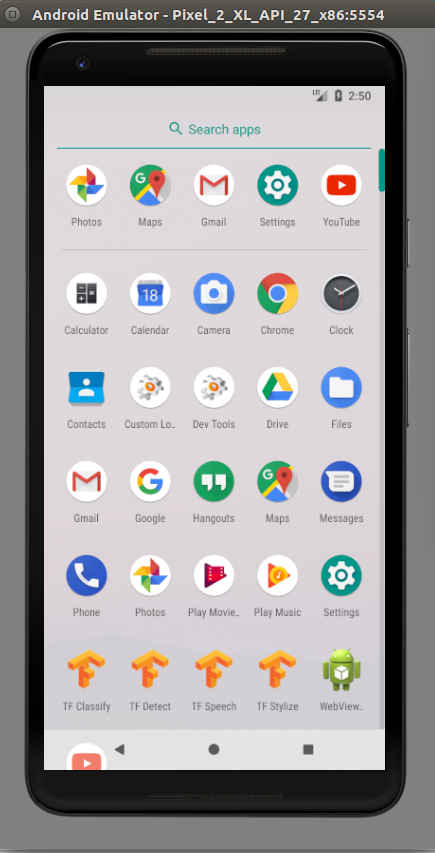 Android Emulator - Pixel_2_XL_API_27_x86:5554
LTE 2:50
Search apps
Photos Maps Gmail Settings YouTube
Calculator Calendar Camera Chrome Clock
18
Contacts Custom Lo.. Dev Tools Drive Files
Gmail Google Hangouts Maps Messages
Phone Photos Play Movie.. Play Music Settings
TF Classify TF Detect TF Speech TF Stylize WebView..